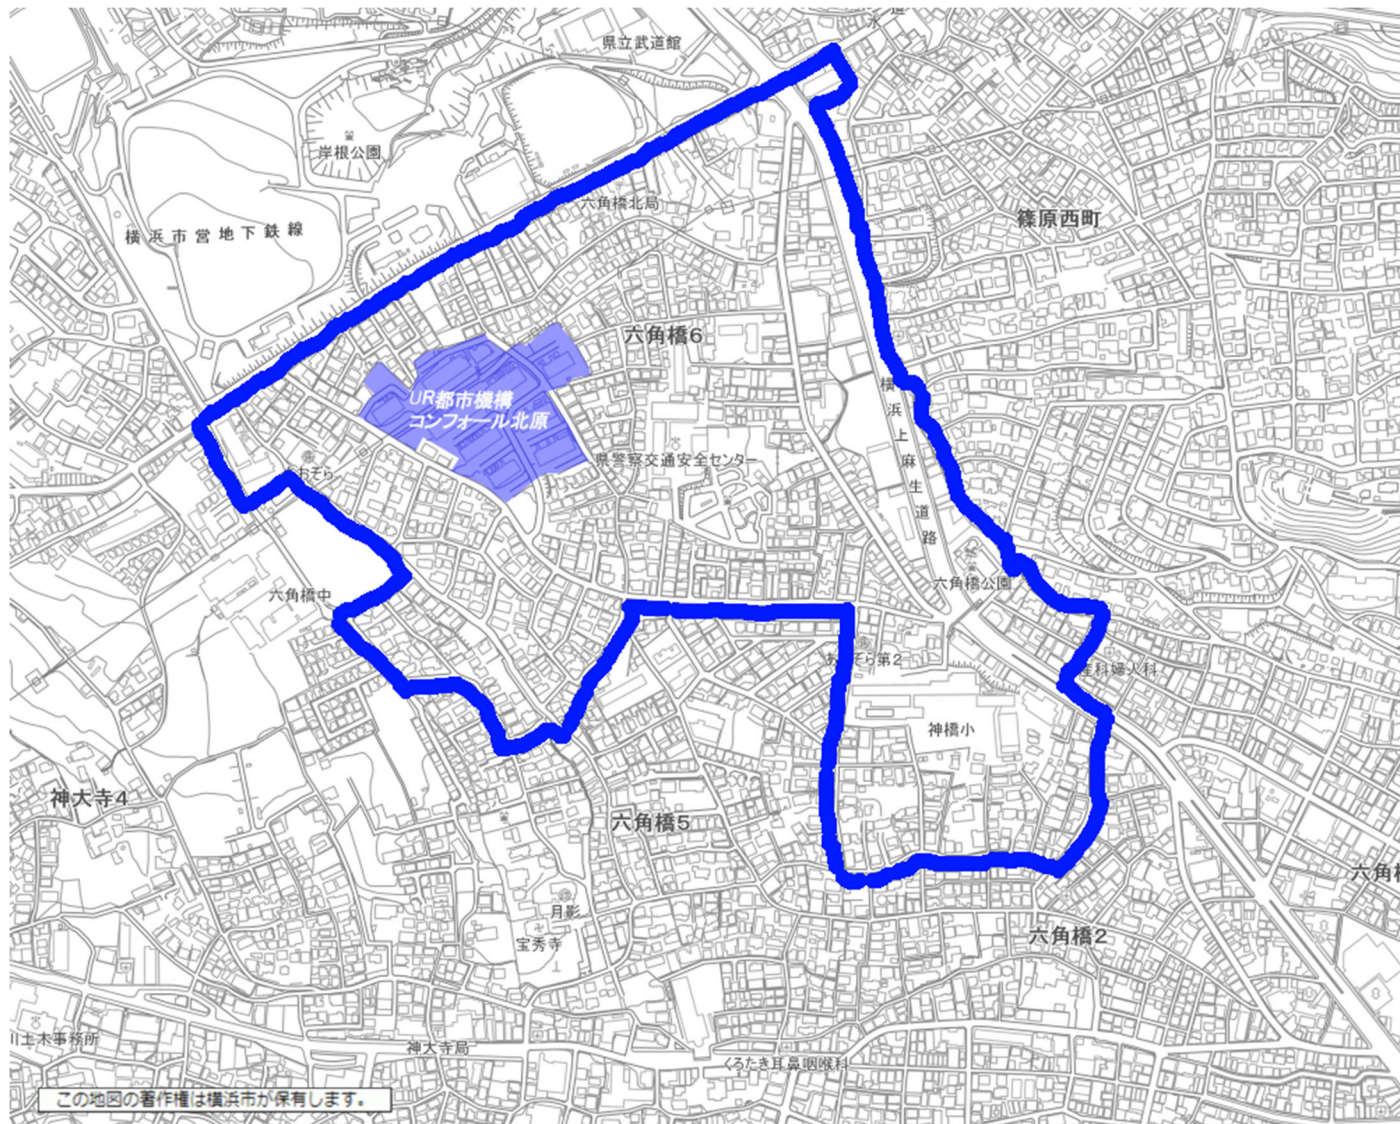 県立武道館
岸根公園
六角橋北局
横浜市営地下鉄線
篠原西町
六角橋6
UR都市機構
コンフォール北原
横浜上麻生道路
県警察交通安全センター
おぞら
六角橋中
六角橋公園
第2
産科婦人科
神橋小
神大寺4
六角橋5
月影
宝秀寺
六角橋2
土木事務所
神大寺局
くろたき耳鼻咽喉科
この地図の著作権は横浜市が保有します。